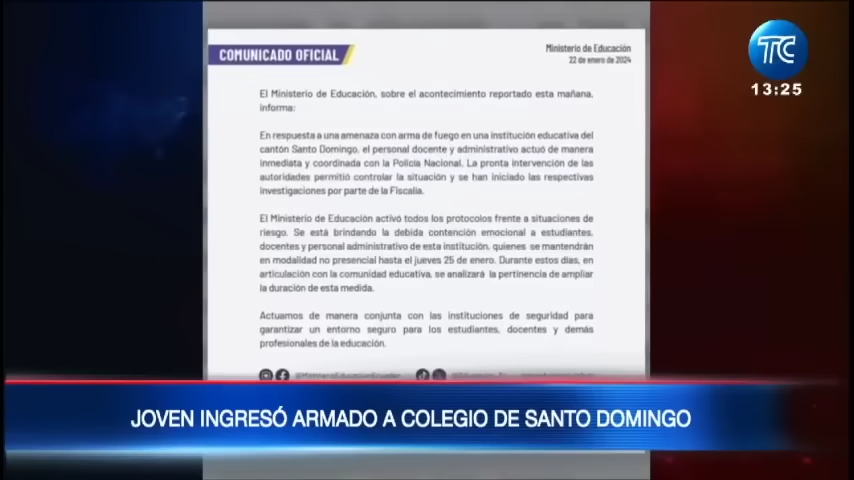 COMUNICADO OFICIAL
Ministerio de Educación
22 de enero de 2024
TC
13:25
El Ministerio de Educación, sobre el acontecimiento reportado esta mañana,
informa:
En respuesta a una amenaza con arma de fuego en una institución educativa del
cantón Santo Domingo, el personal docente y administrativo actuó de manera
inmediata y coordinada con la Policía Nacional. La pronta intervención de las
autoridades permitió controlar la situación y se han iniciado las respectivas
investigaciones por parte de la Fiscalía.
El Ministerio de Educación activó todos los protocolos frente a situaciones de
riesgo. Se está brindando la debida contención emocional a estudiantes,
docentes y personal administrativo de esta institución, quienes se mantendrán
en modalidad no presencial hasta el jueves 25 de enero. Durante estos días, en
articulación con la comunidad educativa, se analizará la pertinencia de ampliar
la duración de esta medida.
Actuamos de manera conjunta con las instituciones de seguridad para
garantizar un entorno seguro para los estudiantes, docentes y demás
profesionales de la educación.
JOVEN INGRESÓ ARMADO A COLEGIO DE SANTO DOMINGO